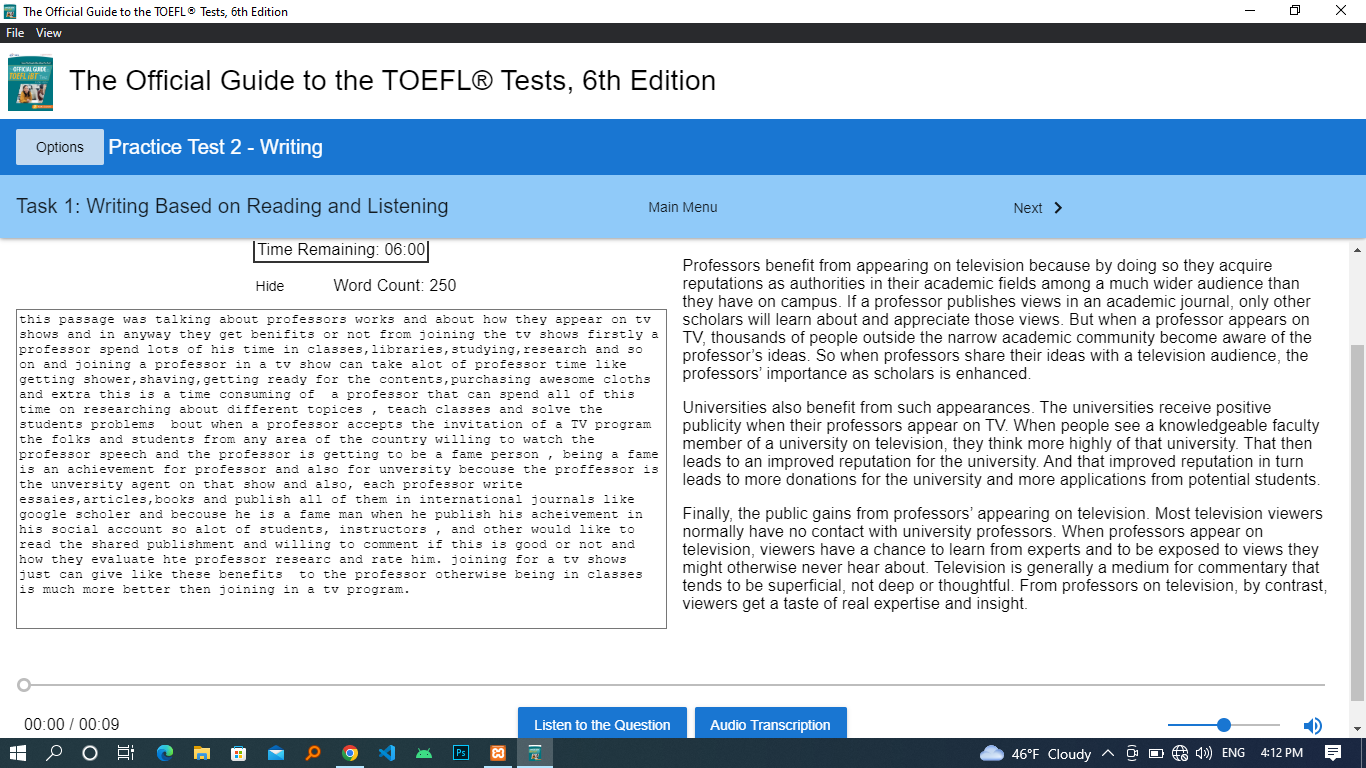 The Official Guide to the TOEFL® Tests, 6th Edition
File View
The Official Guide to the TOEFL® Tests, 6th Edition
Options Practice Test 2 - Writing
Task 1: Writing Based on Reading and Listening
Main Menu
Next
Time Remaining: 06:00
Hide Word Count: 250
this passage was talking about professors works and about how they appear on tv
shows and in anyway they get benifits or not from joining the tv shows firstly a
professor spend lots of his time in classes,libraries,studying,research and so
on and joining a professor in a tv show can take alot of professor time like
getting shower,shaving,getting ready for the contents,purchasing awesome cloths
and extra this is a time consuming of  a professor that can spend all of this
time on researching about different topices , teach classes and solve the
students problems  bout when a professor accepts the invitation of a TV program
the folks and students from any area of the country willing to watch the
professor speech and the professor is getting to be a fame person , being a fame
is an achievement for professor and also for unversity becouse the proffessor is
the unversity agent on that show and also, each professor write
essaies,articles,books and publish all of them in international journals like
google scholer and becouse he is a fame man when he publish his acheivement in
his social account so alot of students, instructors , and other would like to
read the shared publishment and willing to comment if this is good or not and
how they evaluate hte professor researc and rate him. joining for a tv shows
just can give like these benefits  to the professor otherwise being in classes
is much more better then joining in a tv program.
Professors benefit from appearing on television because by doing so they acquire
reputations as authorities in their academic fields among a much wider audience than
they have on campus. If a professor publishes views in an academic journal, only other
scholars will learn about and appreciate those views. But when a professor appears on
TV, thousands of people outside the narrow academic community become aware of the
professor's ideas. So when professors share their ideas with a television audience, the
professors' importance as scholars is enhanced.
Universities also benefit from such appearances. The universities receive positive
publicity when their professors appear on TV. When people see a knowledgeable faculty
member of a university on television, they think more highly of that university. That then
leads to an improved reputation for the university. And that improved reputation in turn
leads to more donations for the university and more applications from potential students.
Finally, the public gains from professors' appearing on television. Most television viewers
normally have no contact with university professors. When professors appear on
television, viewers have a chance to learn from experts and to be exposed to views they
might otherwise never hear about. Television is generally a medium for commentary that
tends to be superficial, not deep or thoughtful. From professors on television, by contrast,
viewers get a taste of real expertise and insight.
00:00 / 00:09
Listen to the Question
Audio Transcription
46°F Cloudy
ENG
4:12 PM